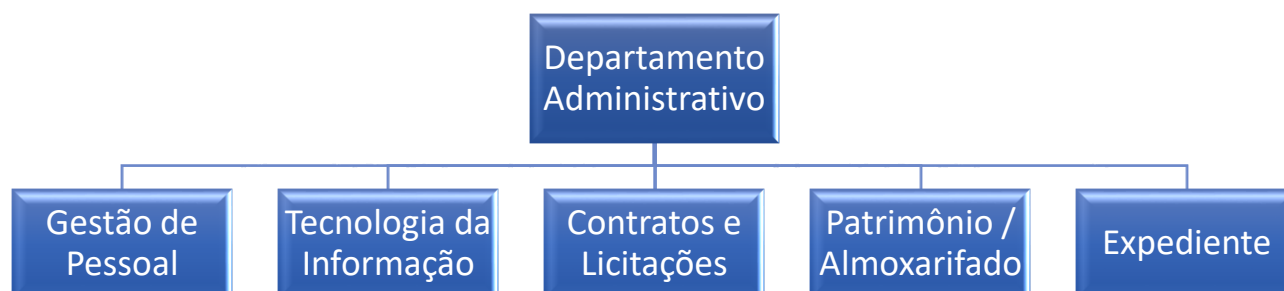 Departamento
Administrativo
Gestão de
Pessoal
Tecnologia da
Informação
Contratos e
Licitações
Patrimônio /
Almoxarifado
Expediente